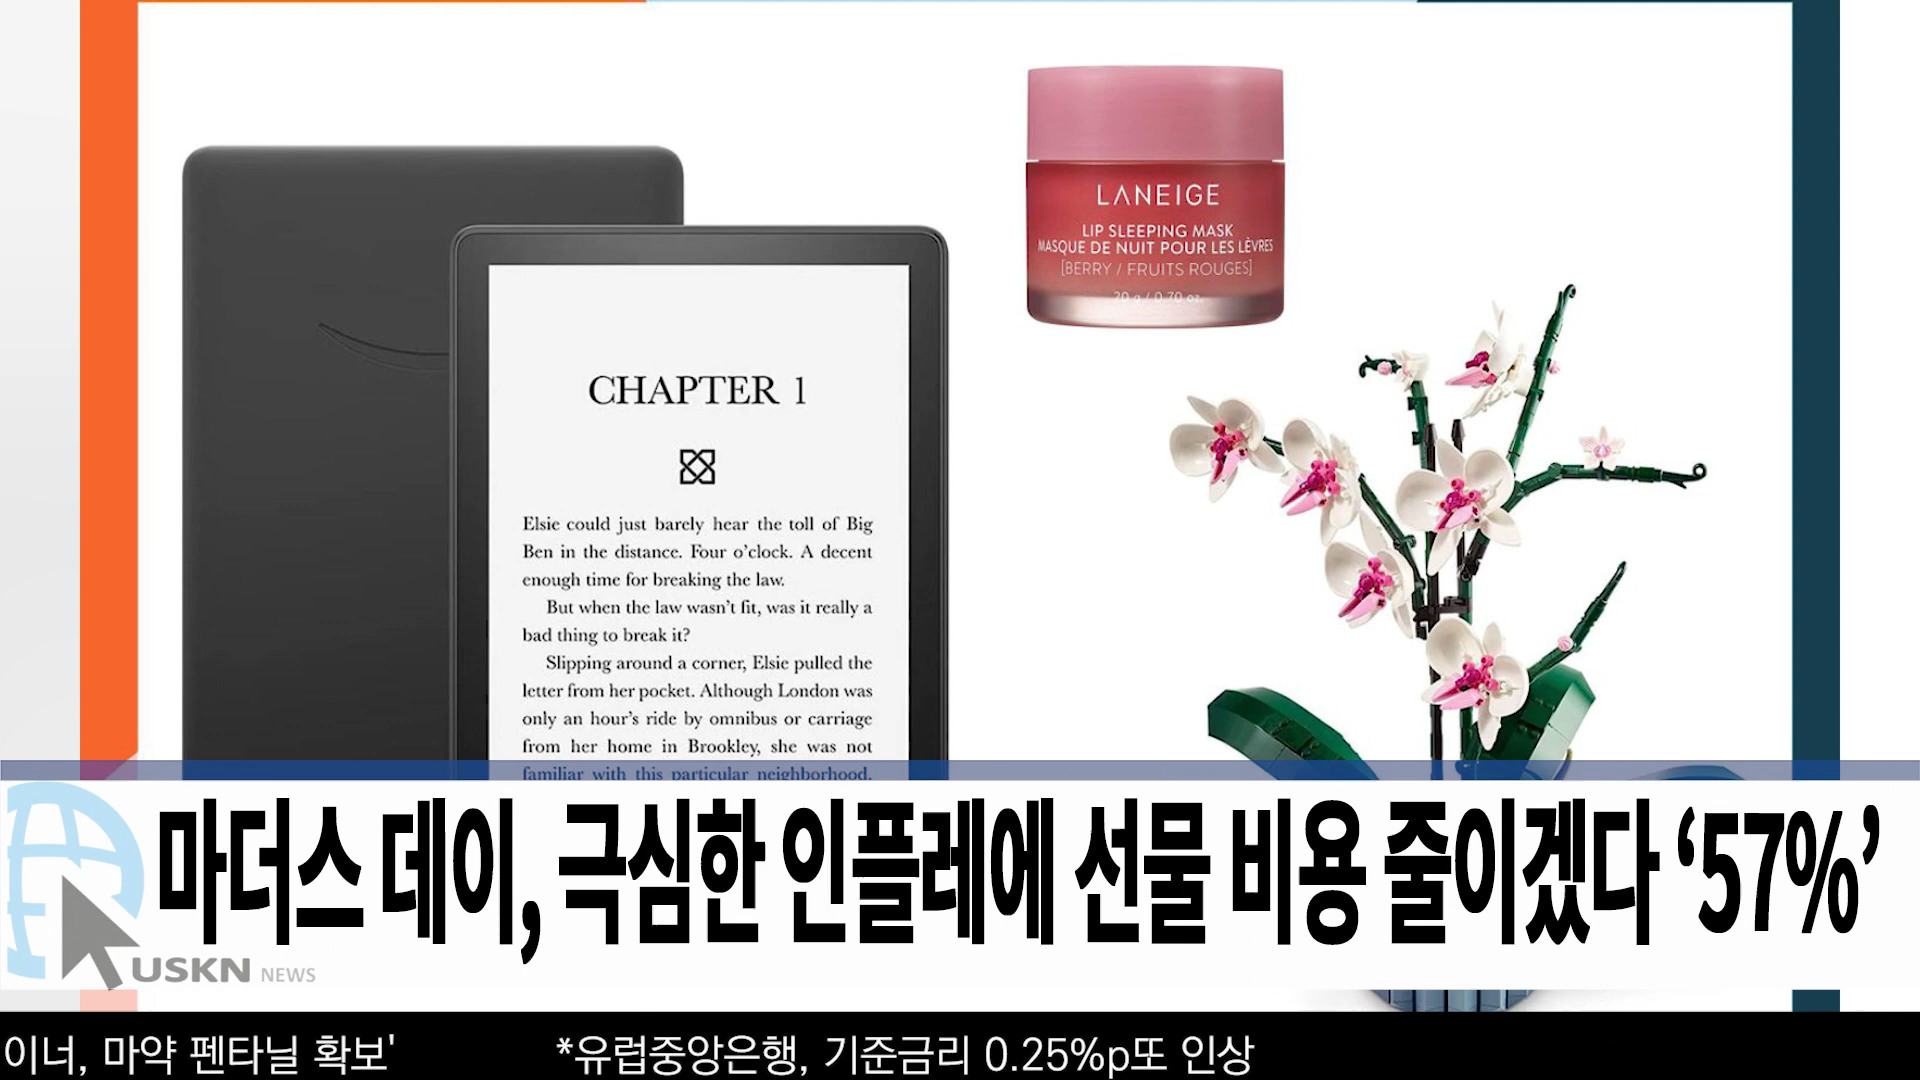 LANEIGE
LIP SLEEPING MASK
MASQUE DE NUIT POUR LES LÈVRES
[BERRY / FRUITS ROUGES]
20 g / 0.70 oz.
CHAPTER 1
Elsie could just barely hear the toll of Big
Ben in the distance. Four o’clock. A decent
enough time for breaking the law.
But when the law wasn’t fit, was it really a
bad thing to break it?
Slipping around a corner, Elsie pulled the
letter from her pocket. Although London was
only an hour’s ride by omnibus or carriage
from her home in Brookley, she was not
familiar with this particular neighborhood.
마더스 데이, 극심한 인플레에 선물 비용 줄이겠다 ‘57%’
USKN NEWS
이너, 마약 펜타닐 확보' *유럽중앙은행, 기준금리 0.25%p또 인상